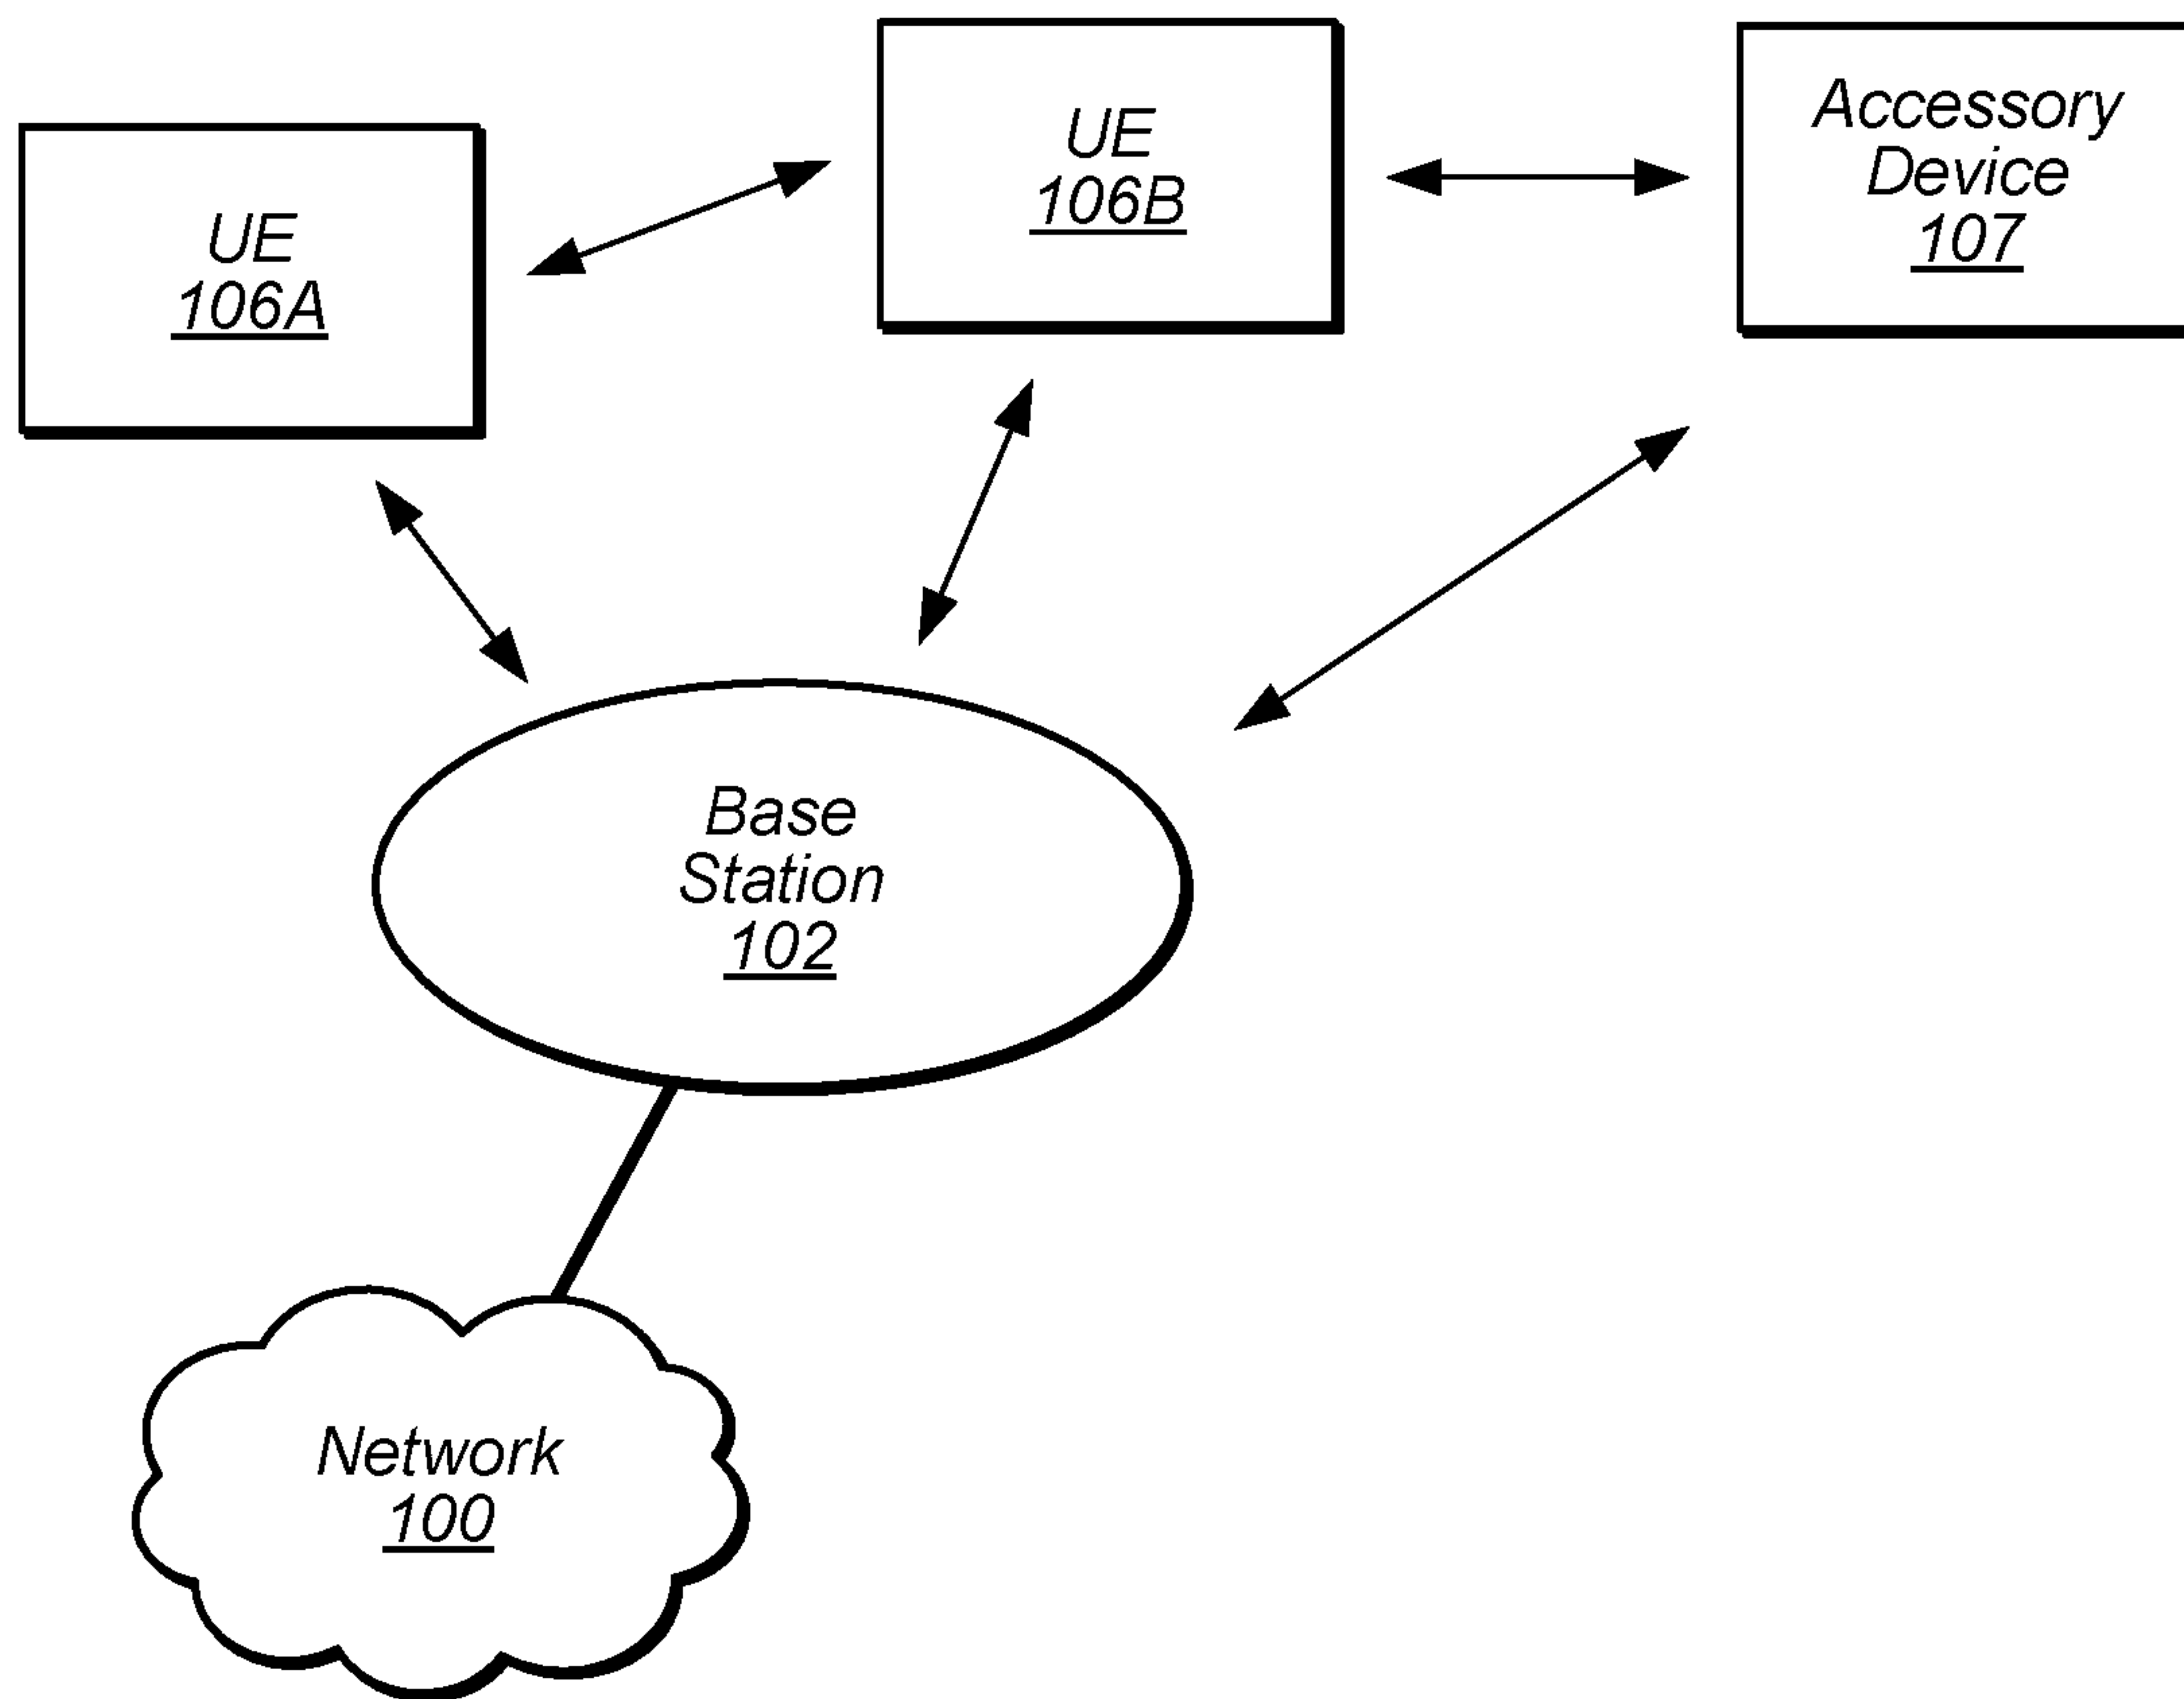 UE
106A
UE
106B
Accessory
Device
107
Base
Station
102
Network
100